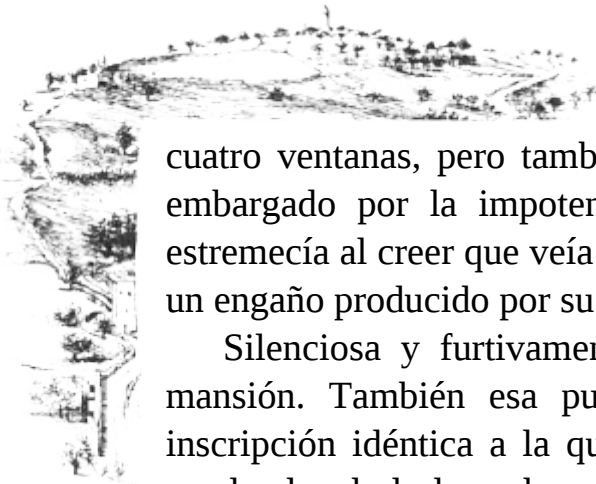 cuatro ventanas, pero tamb
embargado por la impoten
estremecía al creer que veía
un engaño producido por su
Silenciosa y furtivamen
mansión. También esa pu
inscripción idéntica a la qu